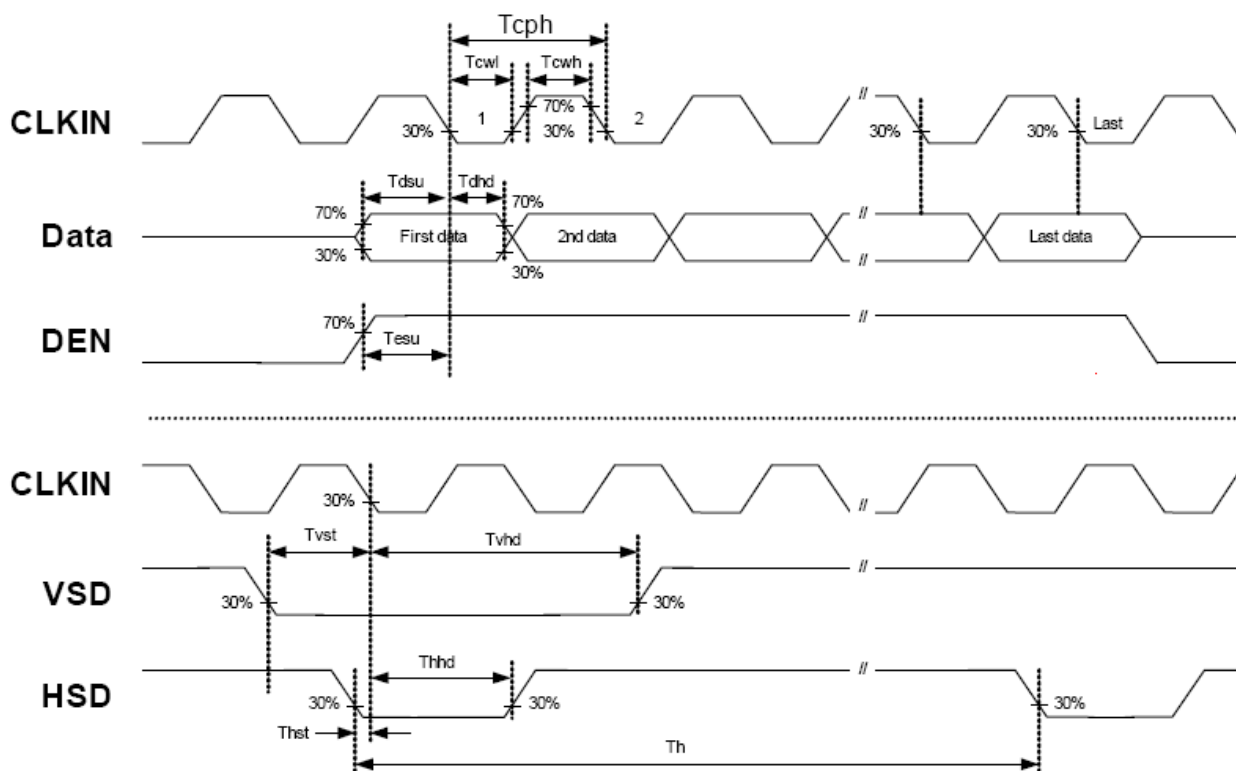 Tcph
Tcwl Tcwh
CLKIN 30% 1 70% 30% 2 // 30% 30% Last
Tdsu Tdhd
70% 70%
Data First data 2nd data // Last data
30% 30%
DEN 70% //
Tesu
CLKIN 30% //
Tvst Tvhd
VSD 30% 30% //
Thhd
HSD 30% 30% // 30%
Thst
Th